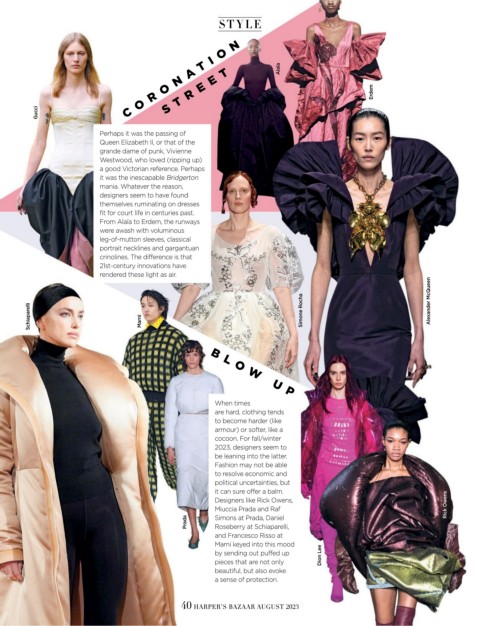 STYLE
CORONATION
STREET
Gucci
Alaïa
Erdem
Perhaps it was the passing of
Queen Elizabeth II, or that of the
grande dame of punk, Vivienne
Westwood, who loved (ripping up)
a good Victorian reference. Perhaps
it was the inescapable Bridgerton
mania. Whatever the reason,
designers seem to have found
themselves ruminating on dresses
fit for court life in centuries past.
From Alaïa to Erdem, the runways
were awash with voluminous
leg-of-mutton sleeves, classical
portrait necklines and gargantuan
crinolines. The difference is that
21st-century innovations have
rendered these light as air.
Simone Rocha
Alexander McQueen
Schiaparelli
Marni
Prada
BLOW UP
When times
are hard, clothing tends
to become harder (like
armour) or softer, like a
cocoon. For fall/winter
2023, designers seem to
be leaning into the latter.
Fashion may not be able
to resolve economic and
political uncertainties, but
it can sure offer a balm.
Designers like Rick Owens,
Miuccia Prada and Raf
Simons at Prada, Daniel
Roseberry at Schiaparelli,
and Francesco Risso at
Marni keyed into this mood
by sending out puffed up
pieces that are not only
beautiful, but also evoke
a sense of protection.
Dion Lee
Rick Owens
40 HARPER'S BAZAAR AUGUST 2023